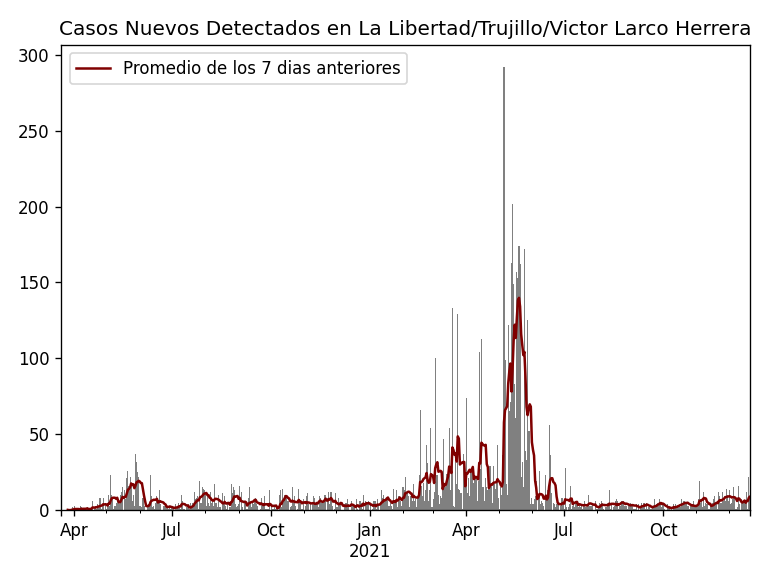 Casos Nuevos Detectados en La Libertad/Trujillo/Victor Larco Herrera
Promedio de los 7 dias anteriores
300
250
200
150
100
50
0
Apr Jul Oct Jan Apr Jul Oct
2021